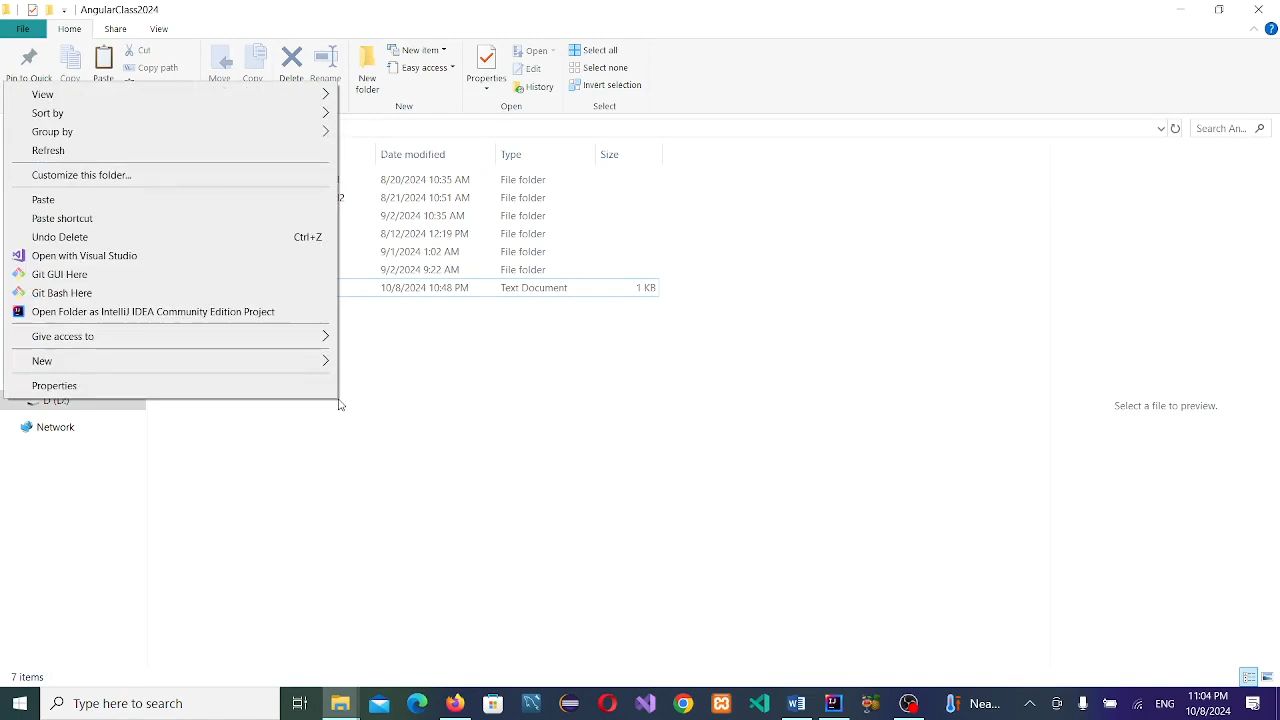 AngularClass2024
File Home Share View
Pin to Quick Copy Paste Cut Copy path
Move Copy Delete Rename
New folder New item Easy access
Properties Open Edit History
Select all Select none Invert selection
New Open Select
Search An...
View
Sort by
Group by
Refresh
Customize this folder...
Paste
Paste shortcut
Undo Delete Ctrl+Z
Open with Visual Studio
Git GUI Here
Git Bash Here
Open Folder as IntelliJ IDEA Community Edition Project
Give access to
New
Properties
D (D:)
Network
Date modified Type Size
8/20/2024 10:35 AM File folder
2 8/21/2024 10:51 AM File folder
9/2/2024 10:35 AM File folder
8/12/2024 12:19 PM File folder
9/1/2024 1:02 AM File folder
9/2/2024 9:22 AM File folder
10/8/2024 10:48 PM Text Document 1 KB
Select a file to preview.
7 items
Type here to search
Nea...
ENG
11:04 PM
10/8/2024